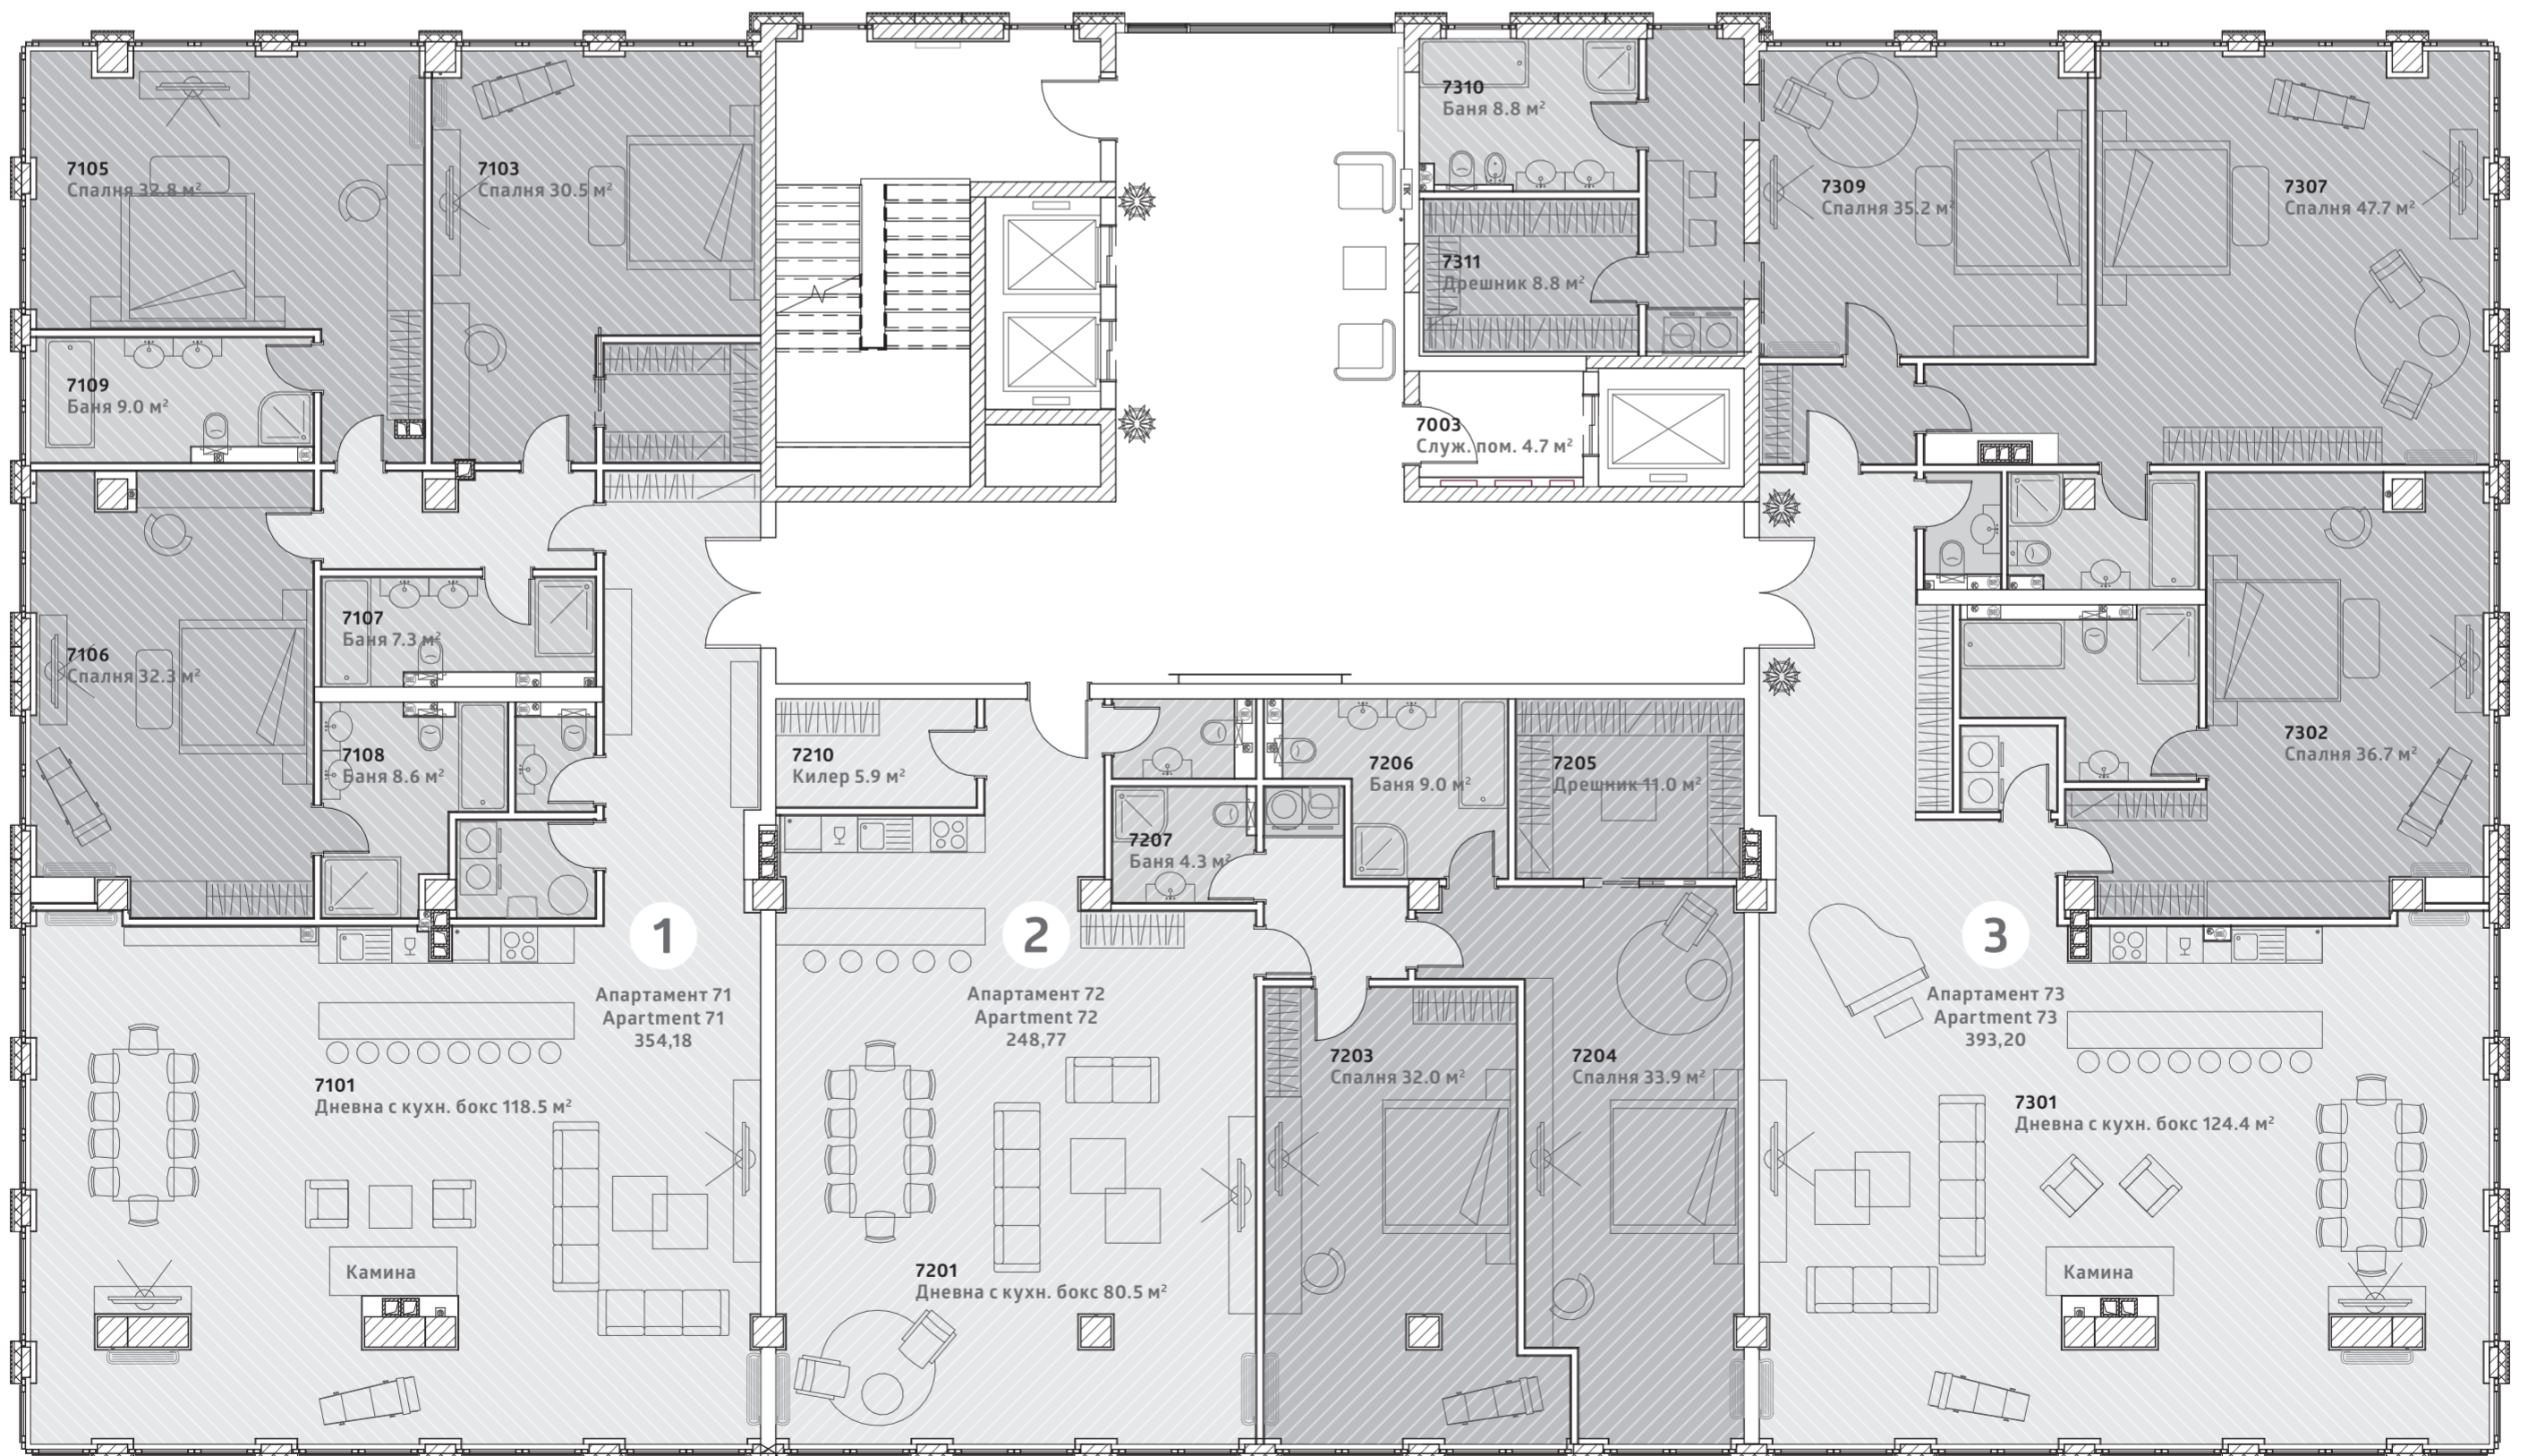 7105
Спалня 32.8 м²
7103
Спалня 30.5 м²
7310
Баня 8.8 м²
7311
Дрешник 8.8 м²
ПК
7309
Спалня 35.2 м²
7307
Спалня 47.7 м²
7109
Баня 9.0 м²
7003
Служ. пом. 4.7 м²
7107
Баня 7.3 м²
7106
Спалня 32.3 м²
7108
Баня 8.6 м²
7210
Килер 5.9 м²
7206
Баня 9.0 м²
7205
Дрешник 11.0 м²
7302
Спалня 36.7 м²
7207
Баня 4.3 м²
1
Апартамент 71
Apartment 71
354,18
2
Апартамент 72
Apartment 72
248,77
3
Апартамент 73
Apartment 73
393,20
7101
Дневна с кухн. бокс 118.5 м²
7203
Спалня 32.0 м²
7204
Спалня 33.9 м²
7301
Дневна с кухн. бокс 124.4 м²
7201
Дневна с кухн. бокс 80.5 м²
Камина
Камина